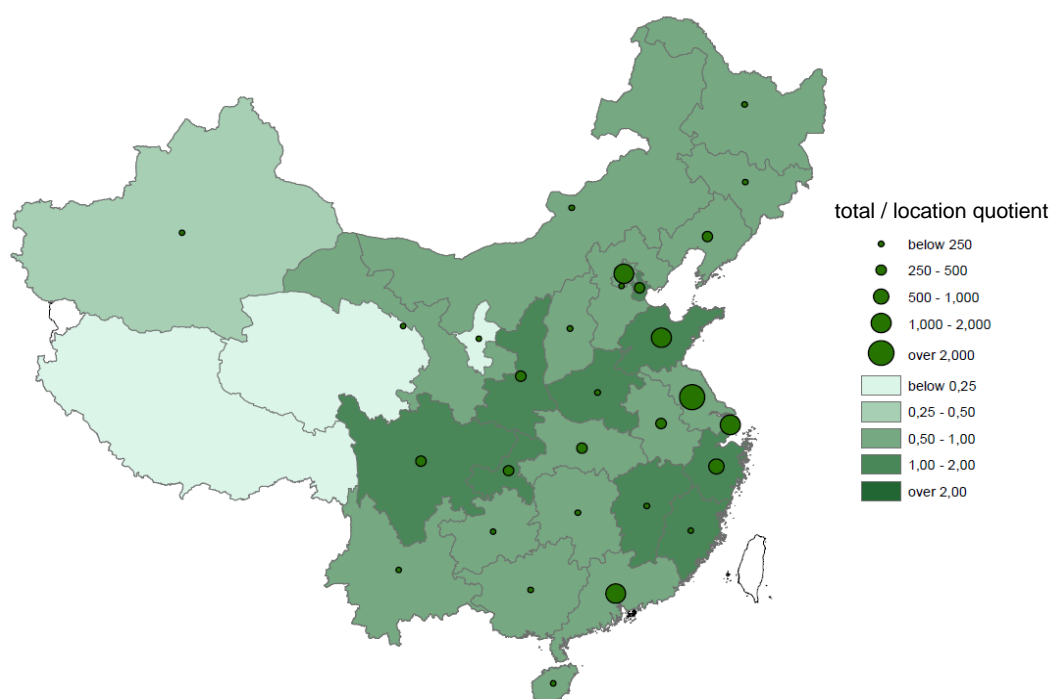 total / location quotient
below 250
250 - 500
500 - 1,000
1,000 - 2,000
over 2,000
below 0,25
0,25 - 0,50
0,50 - 1,00
1,00 - 2,00
over 2,00